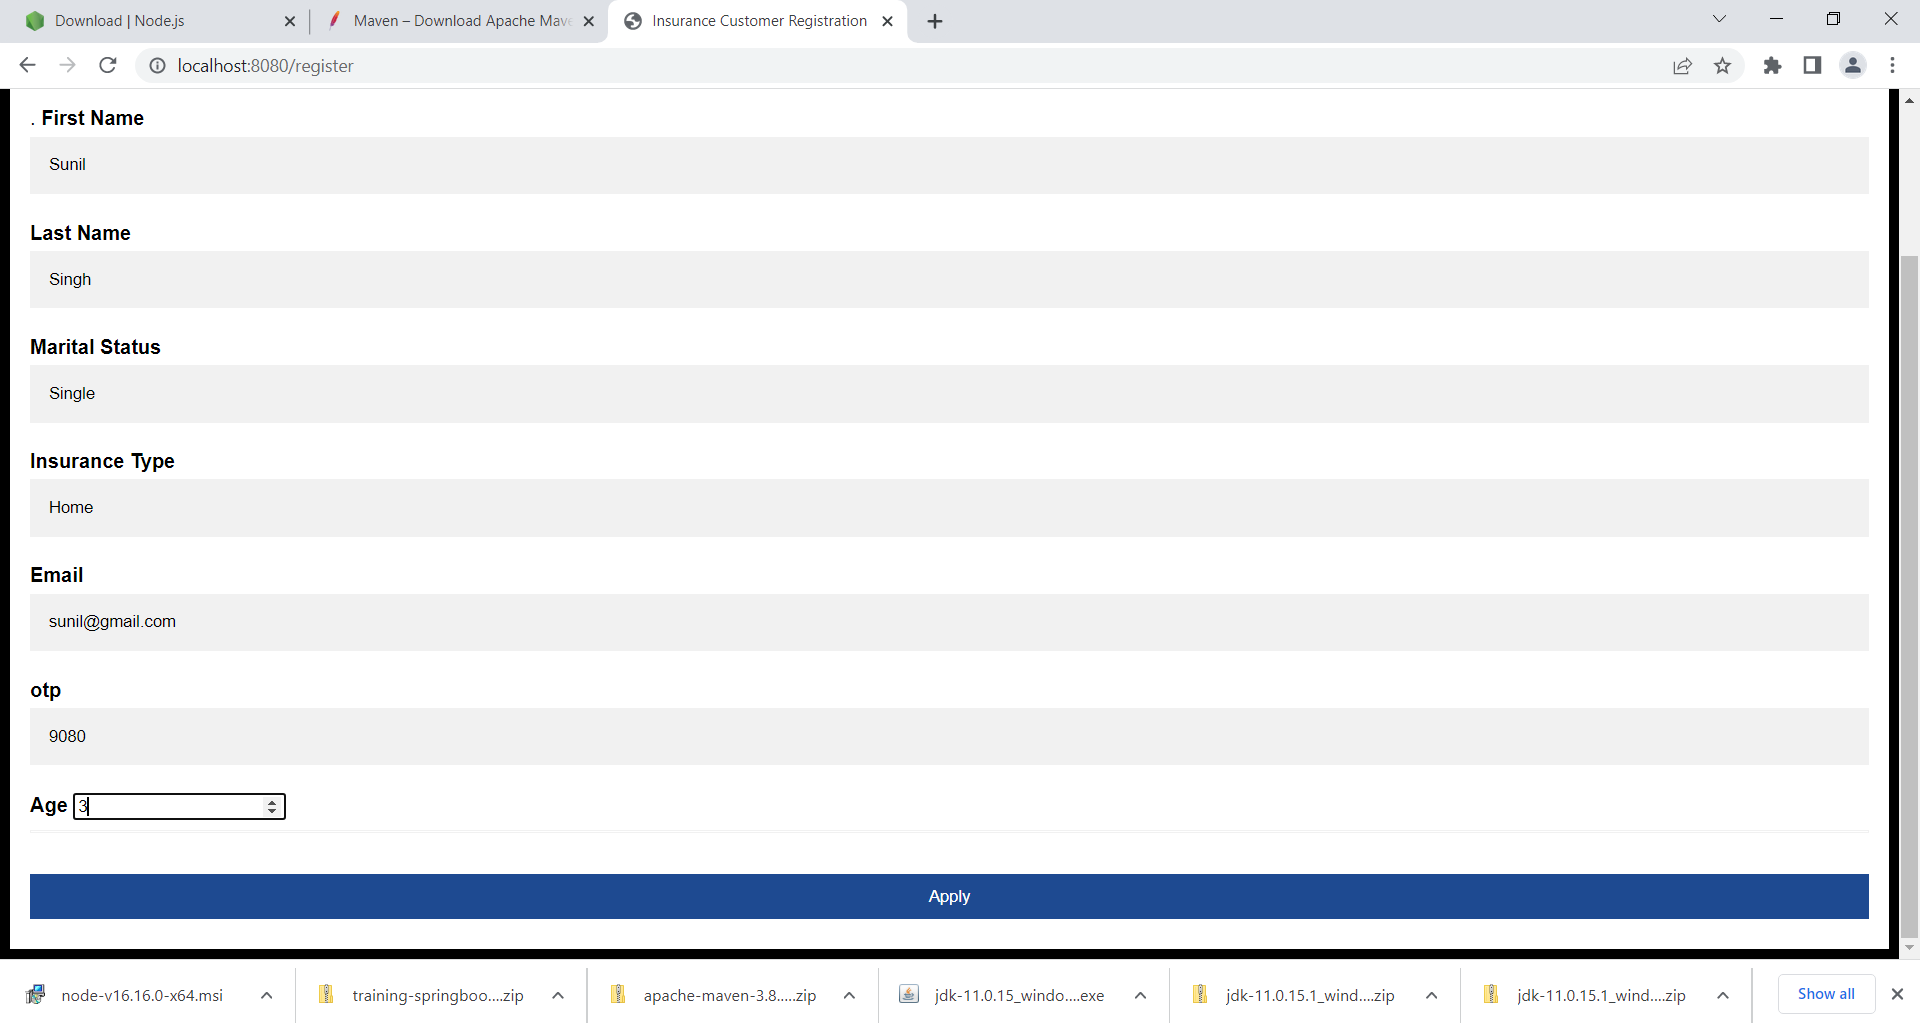 Download | Node.js
Maven – Download Apache Mav
Insurance Customer Registration
localhost:8080/register
. First Name
Sunil
Last Name
Singh
Marital Status
Single
Insurance Type
Home
Email
sunil@gmail.com
otp
9080
Age 3
Apply
node-v16.16.0-x64.msi
training-springboo....zip
apache-maven-3.8.....zip
jdk-11.0.15_windo....exe
jdk-11.0.15.1_wind....zip
jdk-11.0.15.1_wind....zip
Show all